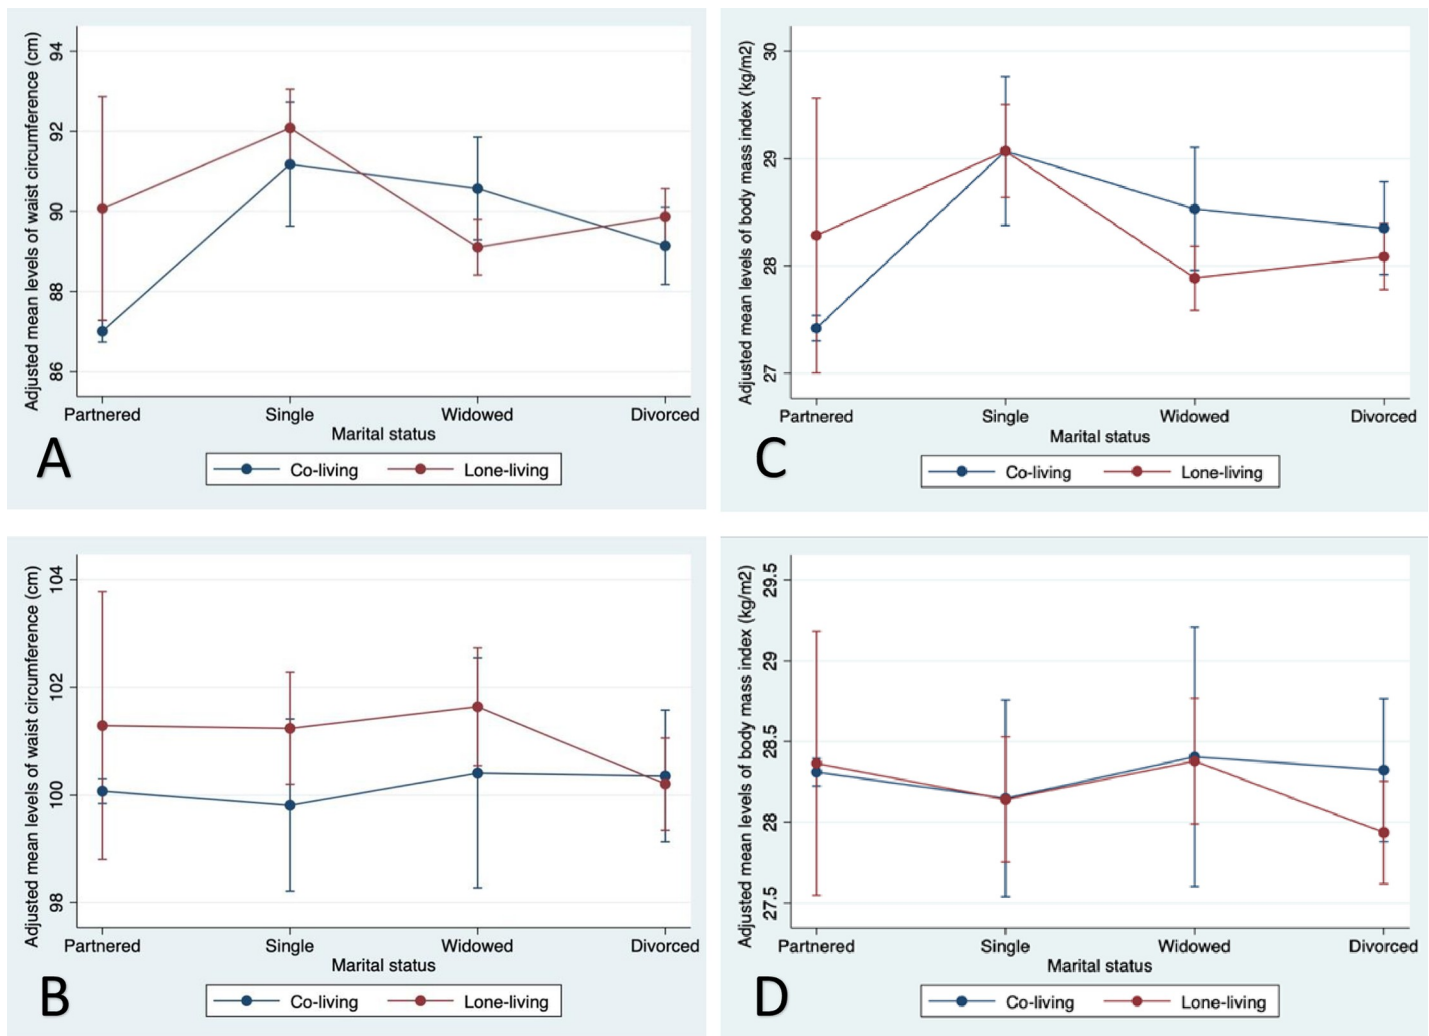 Adjusted mean levels of waist circumference (cm)
94
92
90
88
86
Partnered Single Widowed Divorced
Marital status
Co-living Lone-living
A
Adjusted mean levels of body mass index (kg/m2)
30
29
28
27
Partnered Single Widowed Divorced
Marital status
Co-living Lone-living
C
Adjusted mean levels of waist circumference (cm)
104
102
100
98
Partnered Single Widowed Divorced
Marital status
Co-living Lone-living
B
Adjusted mean levels of body mass index (kg/m2)
29.5
29
28.5
28
27.5
Partnered Single Widowed Divorced
Marital status
Co-living Lone-living
D